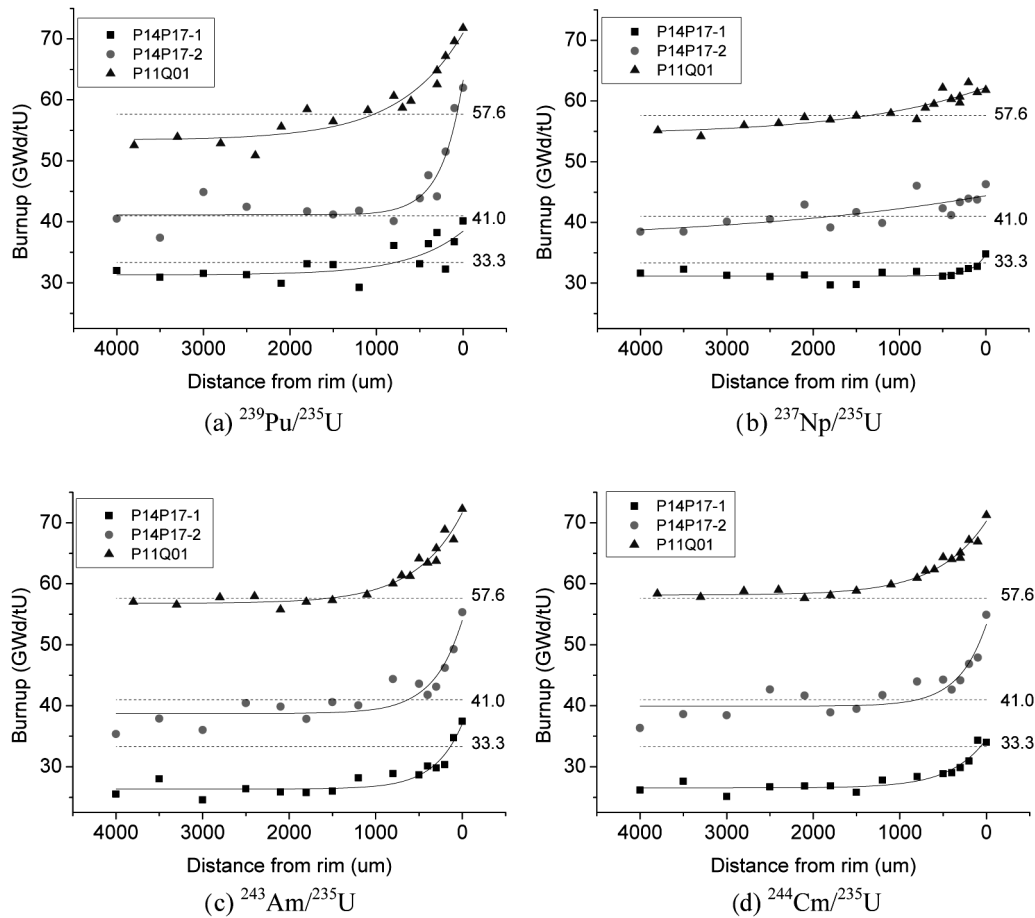 P14P17-1
P14P17-2
P11Q01
Burnup (GWd/tU)
70
60
50
40
30
57.6
41.0
33.3
4000 3000 2000 1000 0
Distance from rim (um)
(a) ²³⁹Pu/²³⁵U
P14P17-1
P14P17-2
P11Q01
Burnup (GWd/tU)
70
60
50
40
30
57.6
41.0
33.3
4000 3000 2000 1000 0
Distance from rim (um)
(b) ²³⁷Np/²³⁵U
P14P17-1
P14P17-2
P11Q01
Burnup (GWd/tU)
70
60
50
40
30
57.6
41.0
33.3
4000 3000 2000 1000 0
Distance from rim (um)
(c) ²⁴³Am/²³⁵U
P14P17-1
P14P17-2
P11Q01
Burnup (GWd/tU)
70
60
50
40
30
57.6
41.0
33.3
4000 3000 2000 1000 0
Distance from rim (um)
(d) ²⁴⁴Cm/²³⁵U